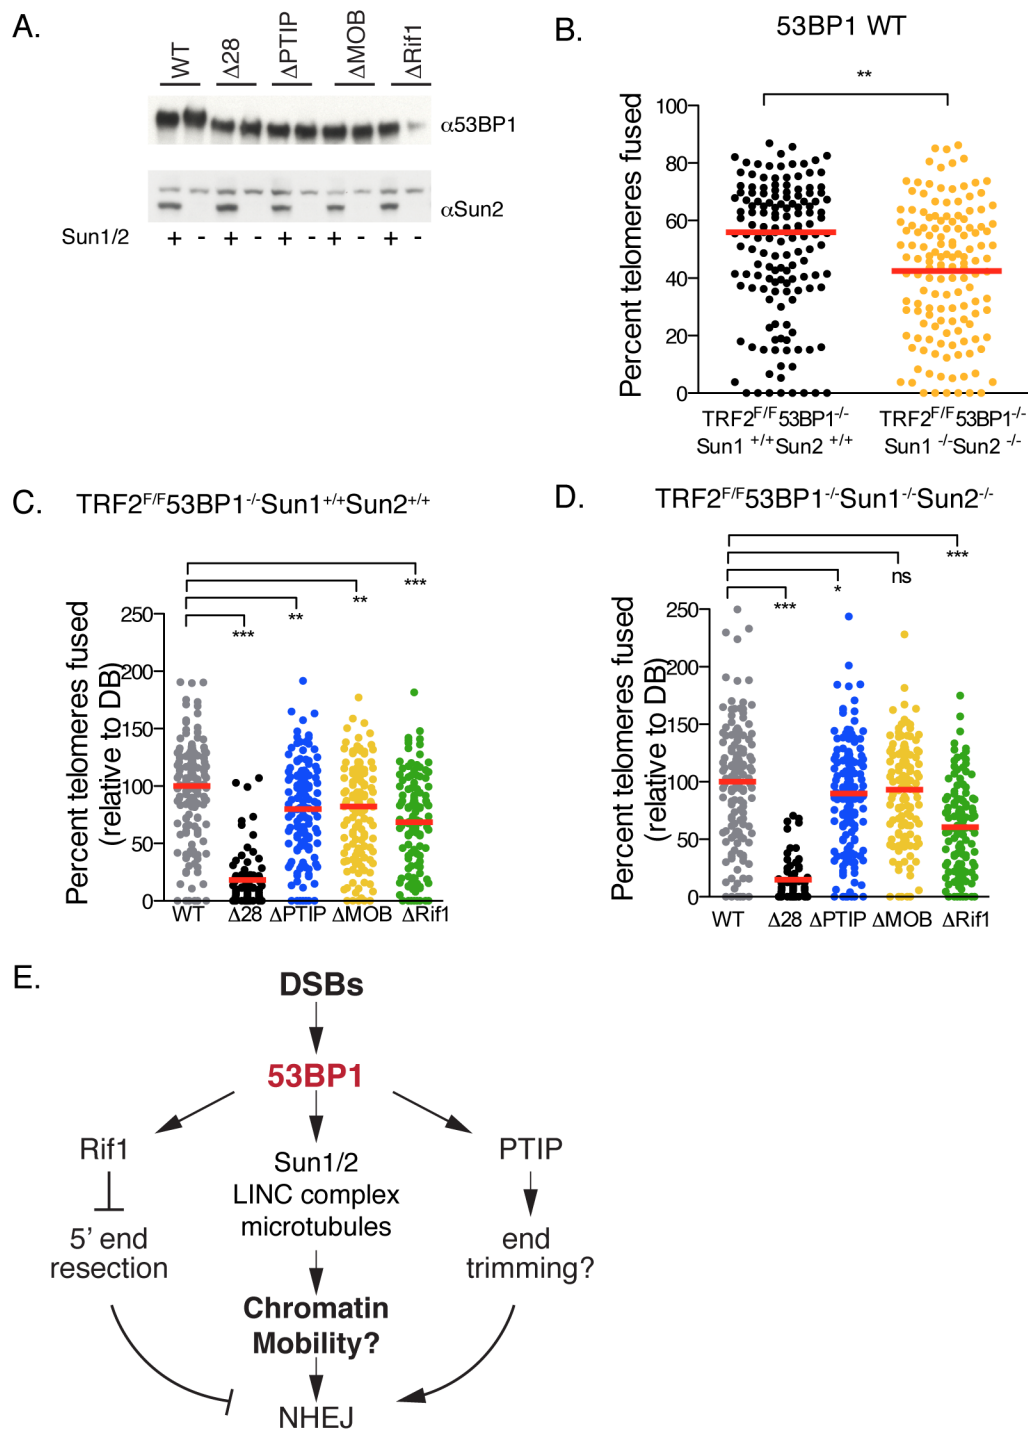 A.
WT Δ28 ΔPTIP ΔMOB ΔRif1
α53BP1
αSun2
Sun1/2 + - + - + - + - + -
B.
53BP1 WT
**
Percent telomeres fused
100
80
60
40
20
0
TRF2F/F53BP1-/-
Sun1 +/+Sun2 +/+
TRF2F/F53BP1-/-
Sun1 -/-Sun2 -/-
C.
TRF2F/F53BP1-/-Sun1+/+Sun2+/+
***
**
**
***
Percent telomeres fused
(relative to DB)
250
200
150
100
50
0
WT Δ28 ΔPTIP ΔMOB ΔRif1
D.
TRF2F/F53BP1-/-Sun1-/-Sun2-/-
***
ns
*
***
Percent telomeres fused
(relative to DB)
250
200
150
100
50
0
WT Δ28 ΔPTIP ΔMOB ΔRif1
E.
DSBs
53BP1
Rif1
5’ end
resection
Sun1/2
LINC complex
microtubules
Chromatin
Mobility?
PTIP
end
trimming?
NHEJ